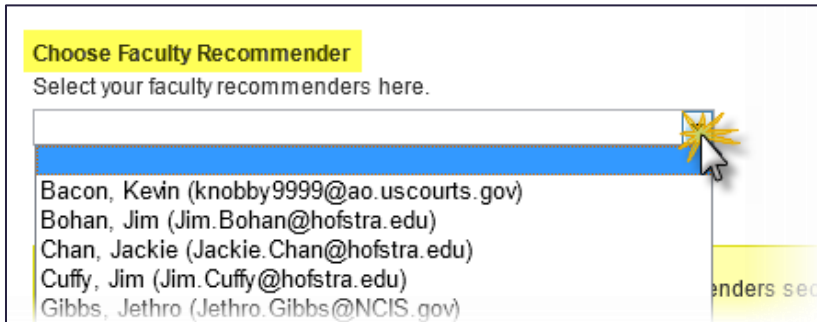 Choose Faculty Recommender
Select your faculty recommenders here.
Bacon, Kevin (knobby9999@ao.uscourts.gov)
Bohan, Jim (Jim.Bohan@hofstra.edu)
Chan, Jackie (Jackie.Chan@hofstra.edu)
Cuffy, Jim (Jim.Cuffy@hofstra.edu)
Gibbs, Jethro (Jethro.Gibbs@NCIS.gov)